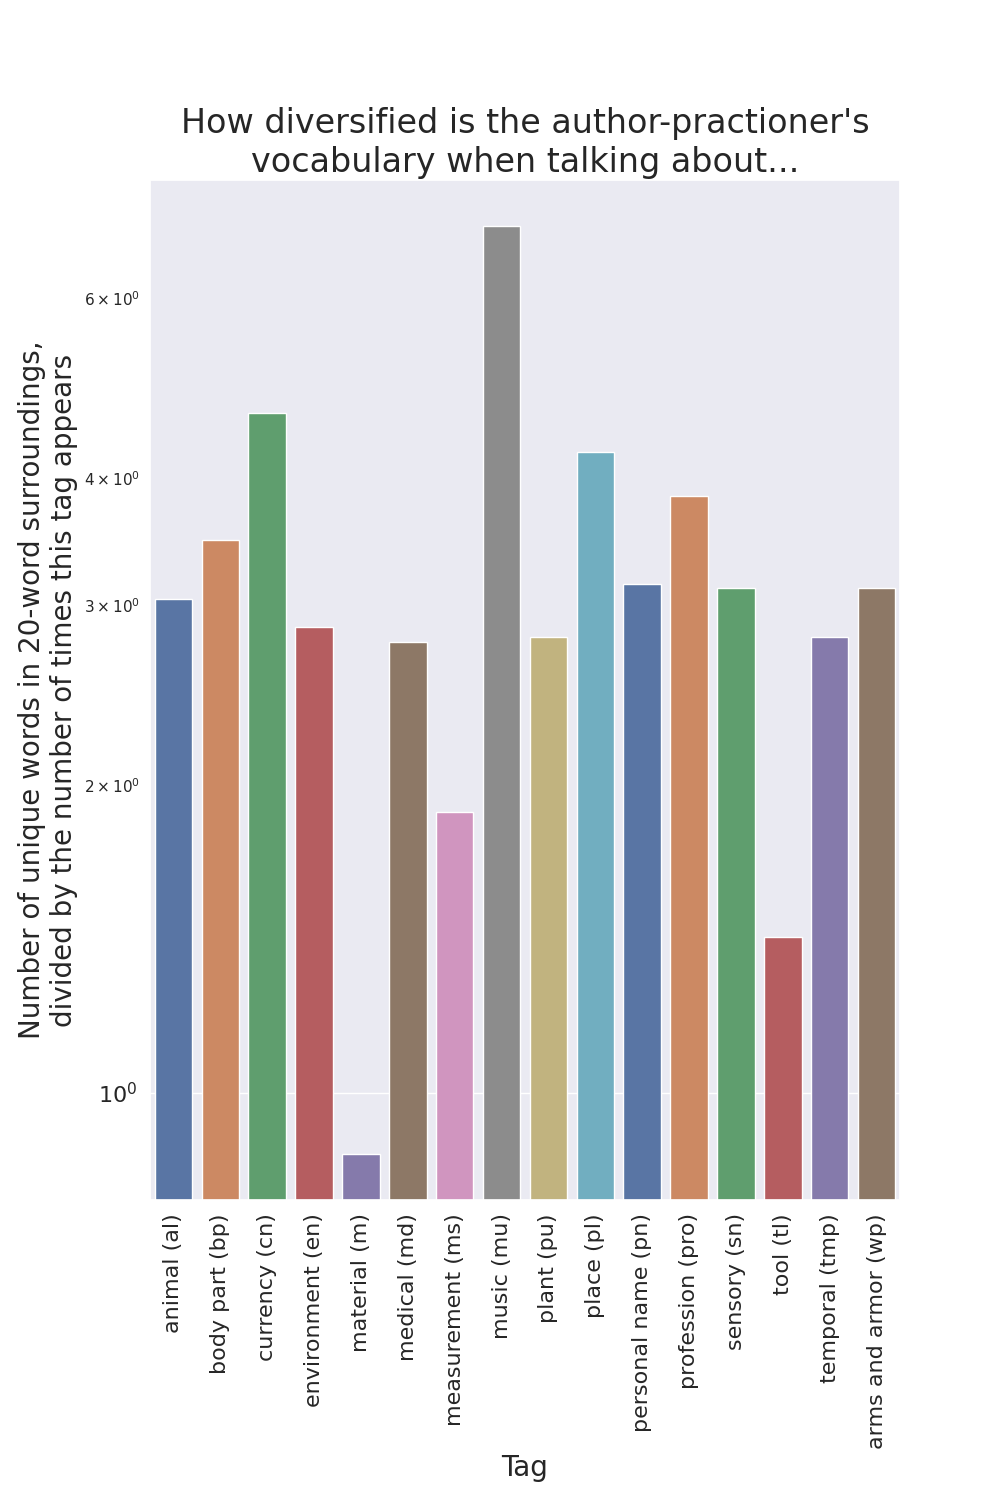 How diversified is the author-practioner's
vocabulary when talking about...
Number of unique words in 20-word surroundings,
divided by the number of times this tag appears
6 × 10⁰
4 × 10⁰
3 × 10⁰
2 × 10⁰
10⁰
animal (al)
body part (bp)
currency (cn)
environment (en)
material (m)
medical (md)
measurement (ms)
music (mu)
plant (pu)
place (pl)
personal name (pn)
profession (pro)
sensory (sn)
tool (tl)
temporal (tmp)
arms and armor (wp)
Tag